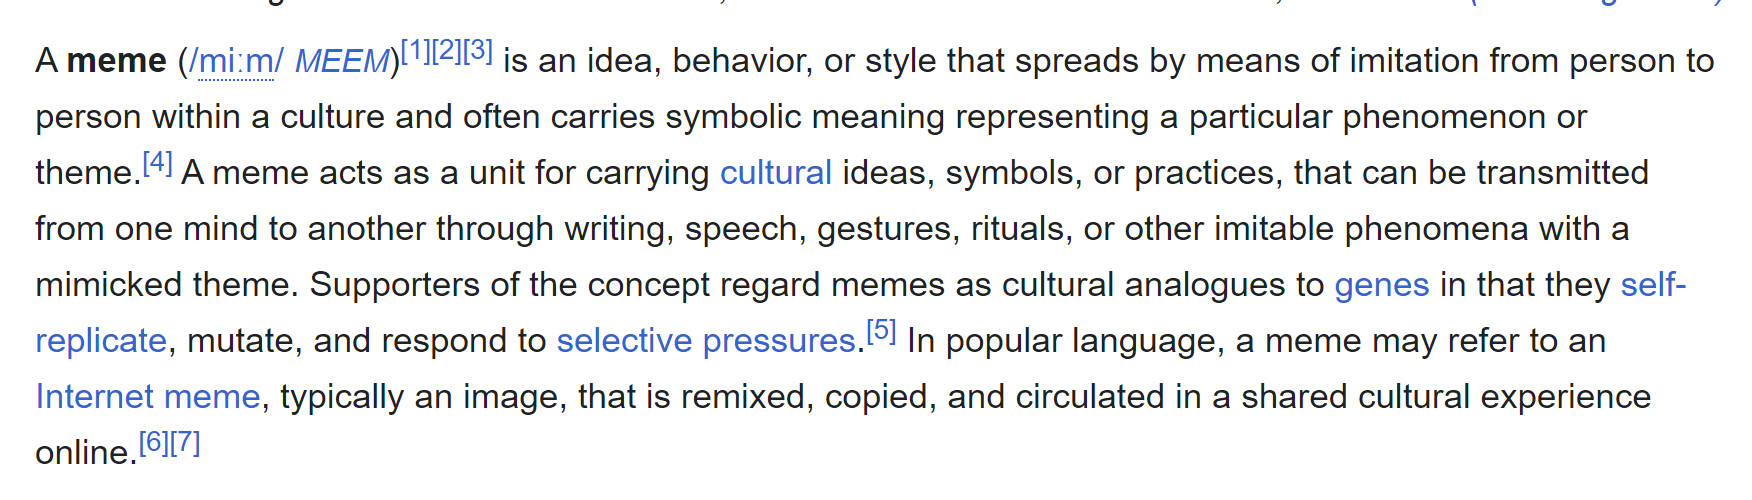 A meme (/miːm/ MEEM)[1][2][3] is an idea, behavior, or style that spreads by means of imitation from person to
person within a culture and often carries symbolic meaning representing a particular phenomenon or
theme.[4] A meme acts as a unit for carrying cultural ideas, symbols, or practices, that can be transmitted
from one mind to another through writing, speech, gestures, rituals, or other imitable phenomena with a
mimicked theme. Supporters of the concept regard memes as cultural analogues to genes in that they self-
replicate, mutate, and respond to selective pressures.[5] In popular language, a meme may refer to an
Internet meme, typically an image, that is remixed, copied, and circulated in a shared cultural experience
online.[6][7]